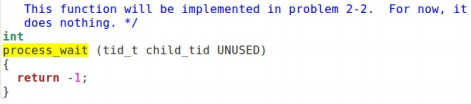 This function will be implemented in problem 2-2.  For now, it
does nothing. */
int
process_wait (tid_t child_tid UNUSED)
{
  return -1;
}